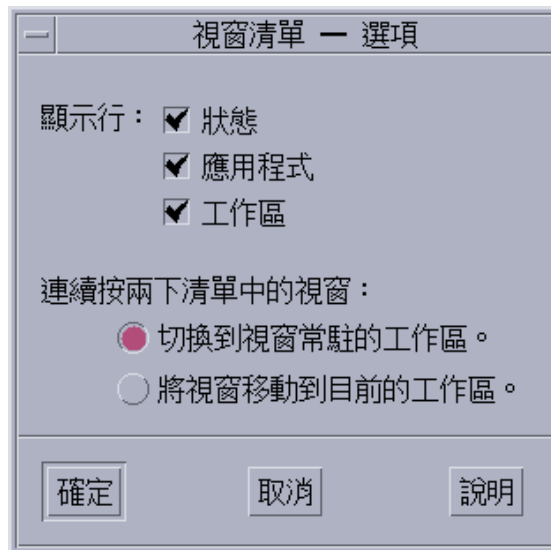 視窗清單 — 選項
顯示行：狀態
應用程式
工作區
連續按兩下清單中的視窗：
切換到視窗常駐的工作區。
將視窗移動到目前的工作區。
確定 取消 說明